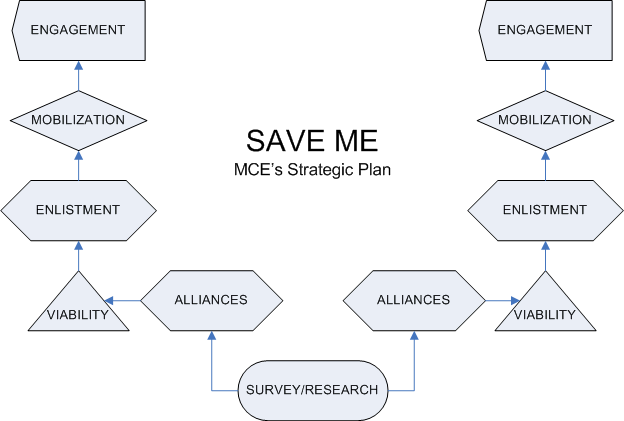 ENGAGEMENT
ENGAGEMENT
MOBILIZATION
MOBILIZATION
SAVE ME
MCE's Strategic Plan
ENLISTMENT
ENLISTMENT
ALLIANCES
ALLIANCES
VIABILITY
VIABILITY
SURVEY/RESEARCH